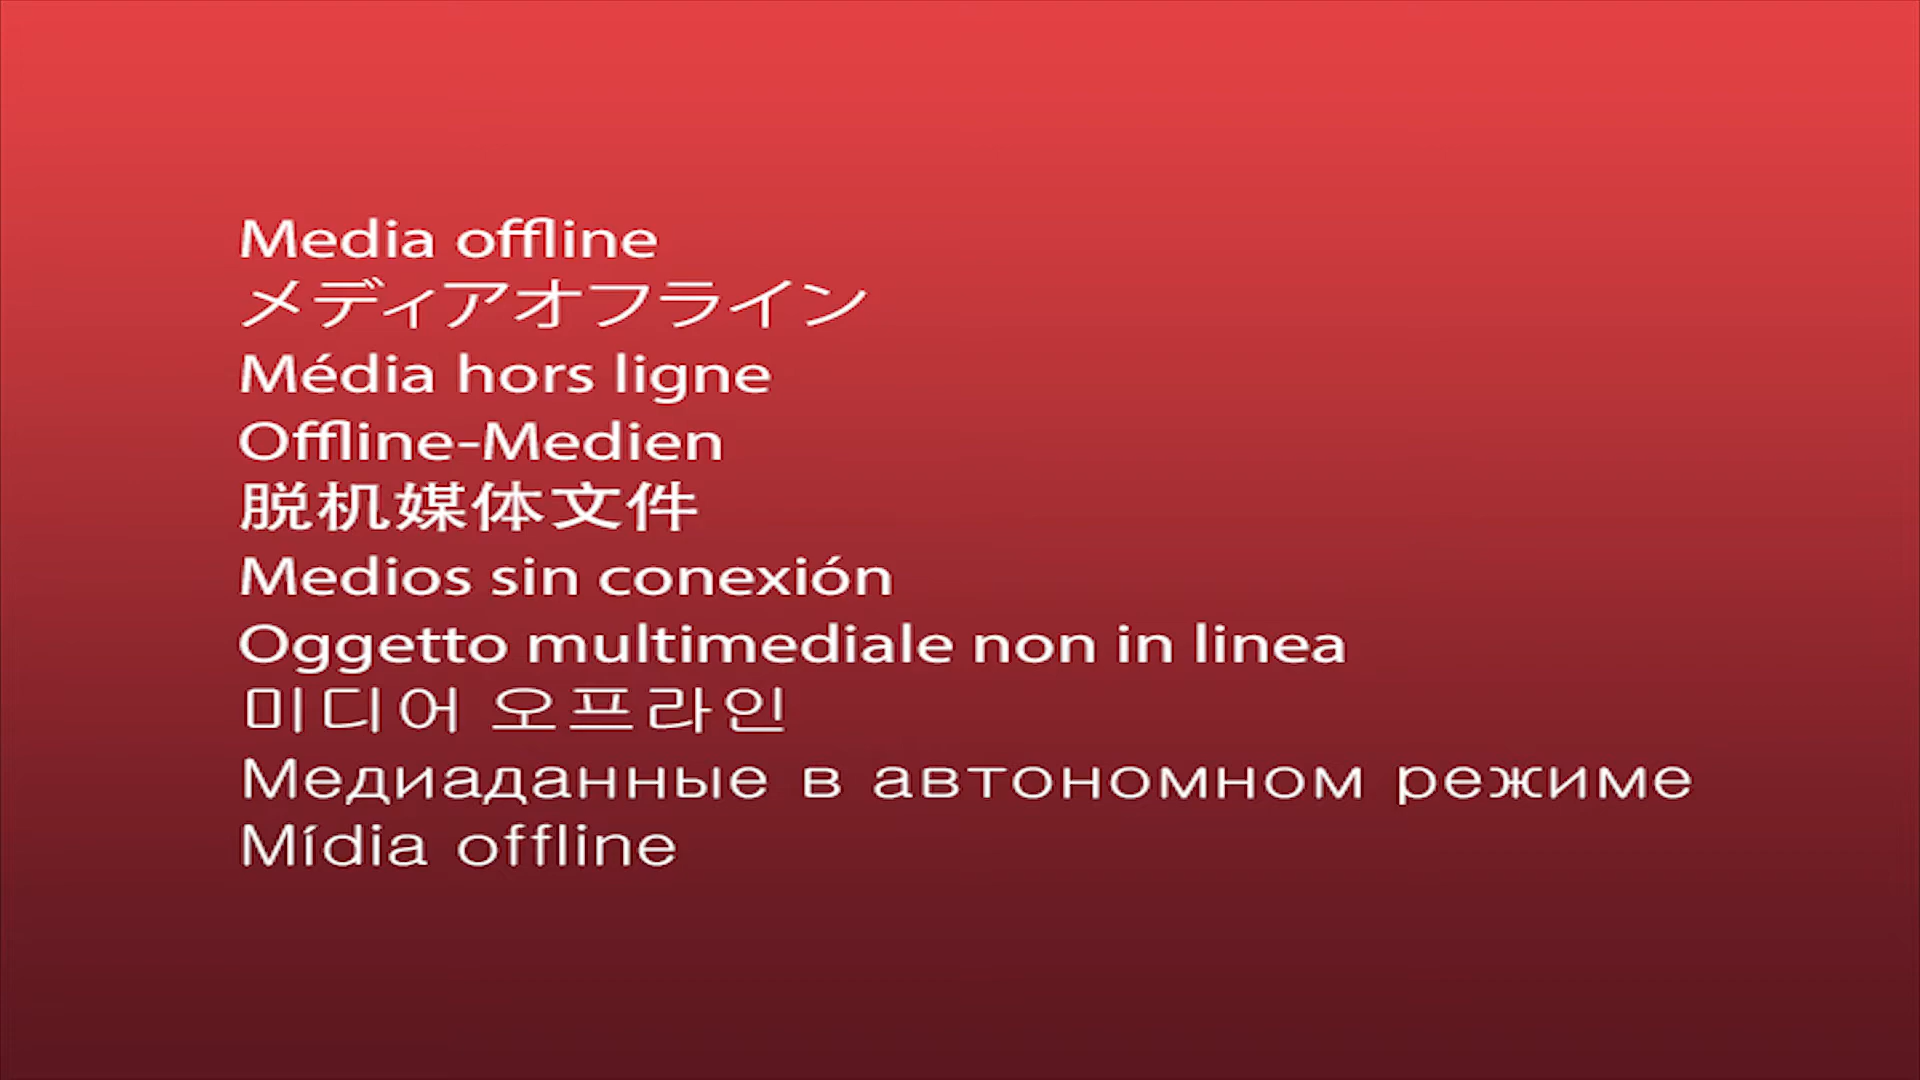 Media offline
メディアオフライン
Média hors ligne
Offline-Medien
脱机媒体文件
Medios sin conexión
Oggetto multimediale non in linea
미디어 오프라인
Медиаданные в автономном режиме
Mídia offline